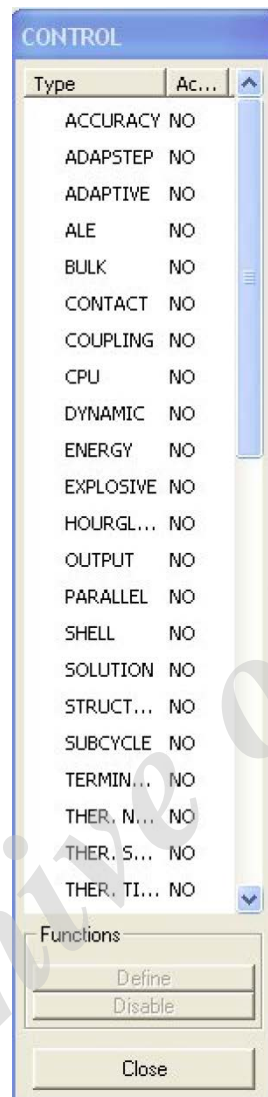 CONTROL
Type Ac...
ACCURACY NO
ADAPSTEP NO
ADAPTIVE NO
ALE NO
BULK NO
CONTACT NO
COUPLING NO
CPU NO
DYNAMIC NO
ENERGY NO
EXPLOSIVE NO
HOURGL... NO
OUTPUT NO
PARALLEL NO
SHELL NO
SOLUTION NO
STRUCT... NO
SUBCYCLE NO
TERMIN... NO
THER. N... NO
THER. S... NO
THER. TI... NO
Functions
Define
Disable
Close